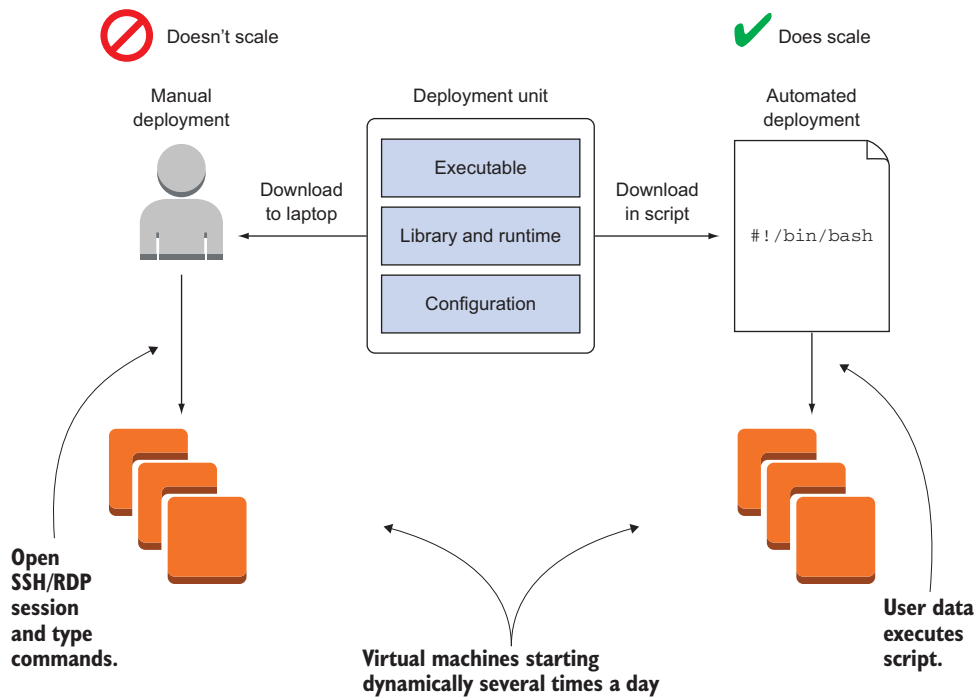 Doesn't scale
Does scale
Manual
deployment
Deployment unit
Automated
deployment
Executable
Library and runtime
Configuration
Download
to laptop
Download
in script
#!/bin/bash
Open
SSH/RDP
session
and type
commands.
Virtual machines starting
dynamically several times a day
User data
executes
script.